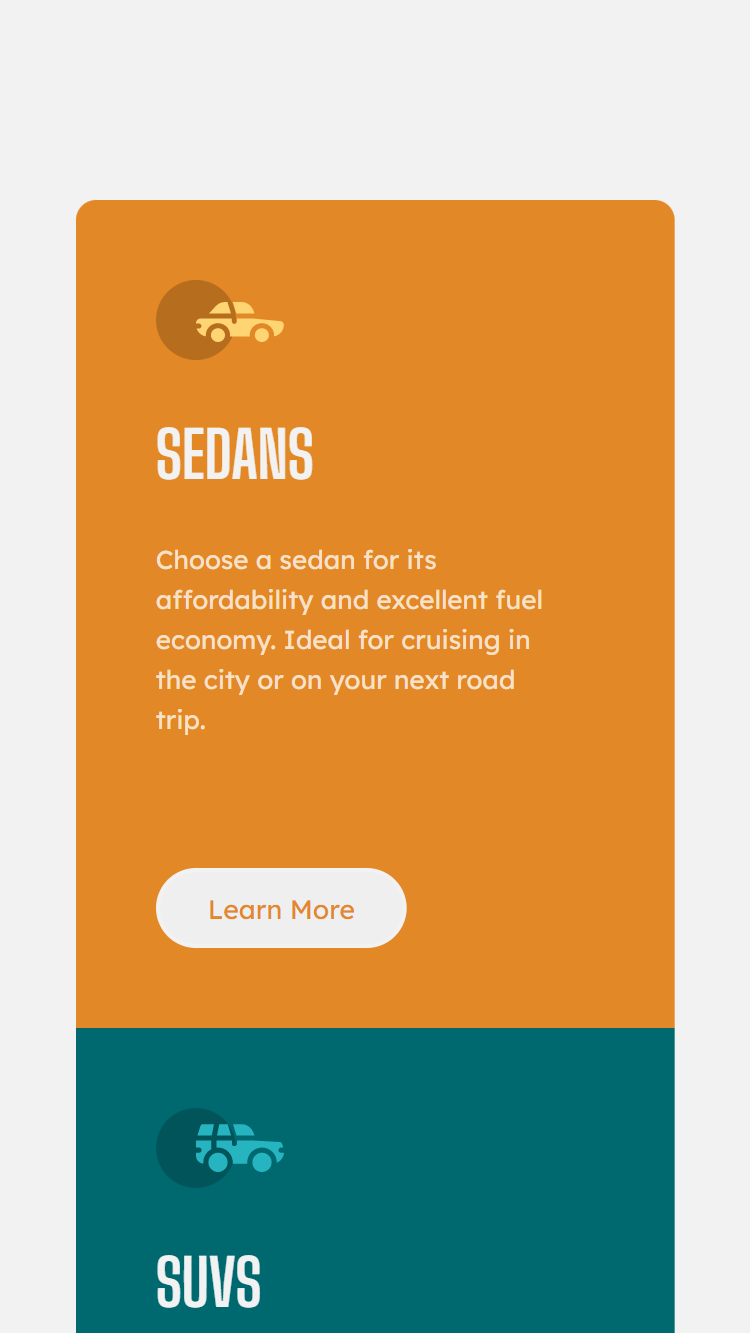 SEDANS
Choose a sedan for its
affordability and excellent fuel
economy. Ideal for cruising in
the city or on your next road
trip.
Learn More
SUVS